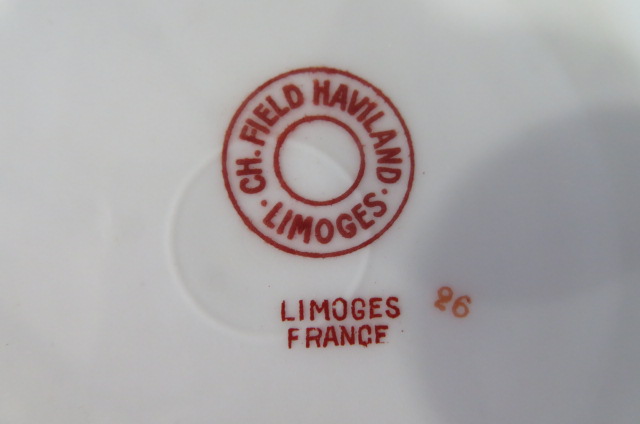 CH. FIELD HAVILAND
· LIMOGES ·
LIMOGES
FRANCE
26